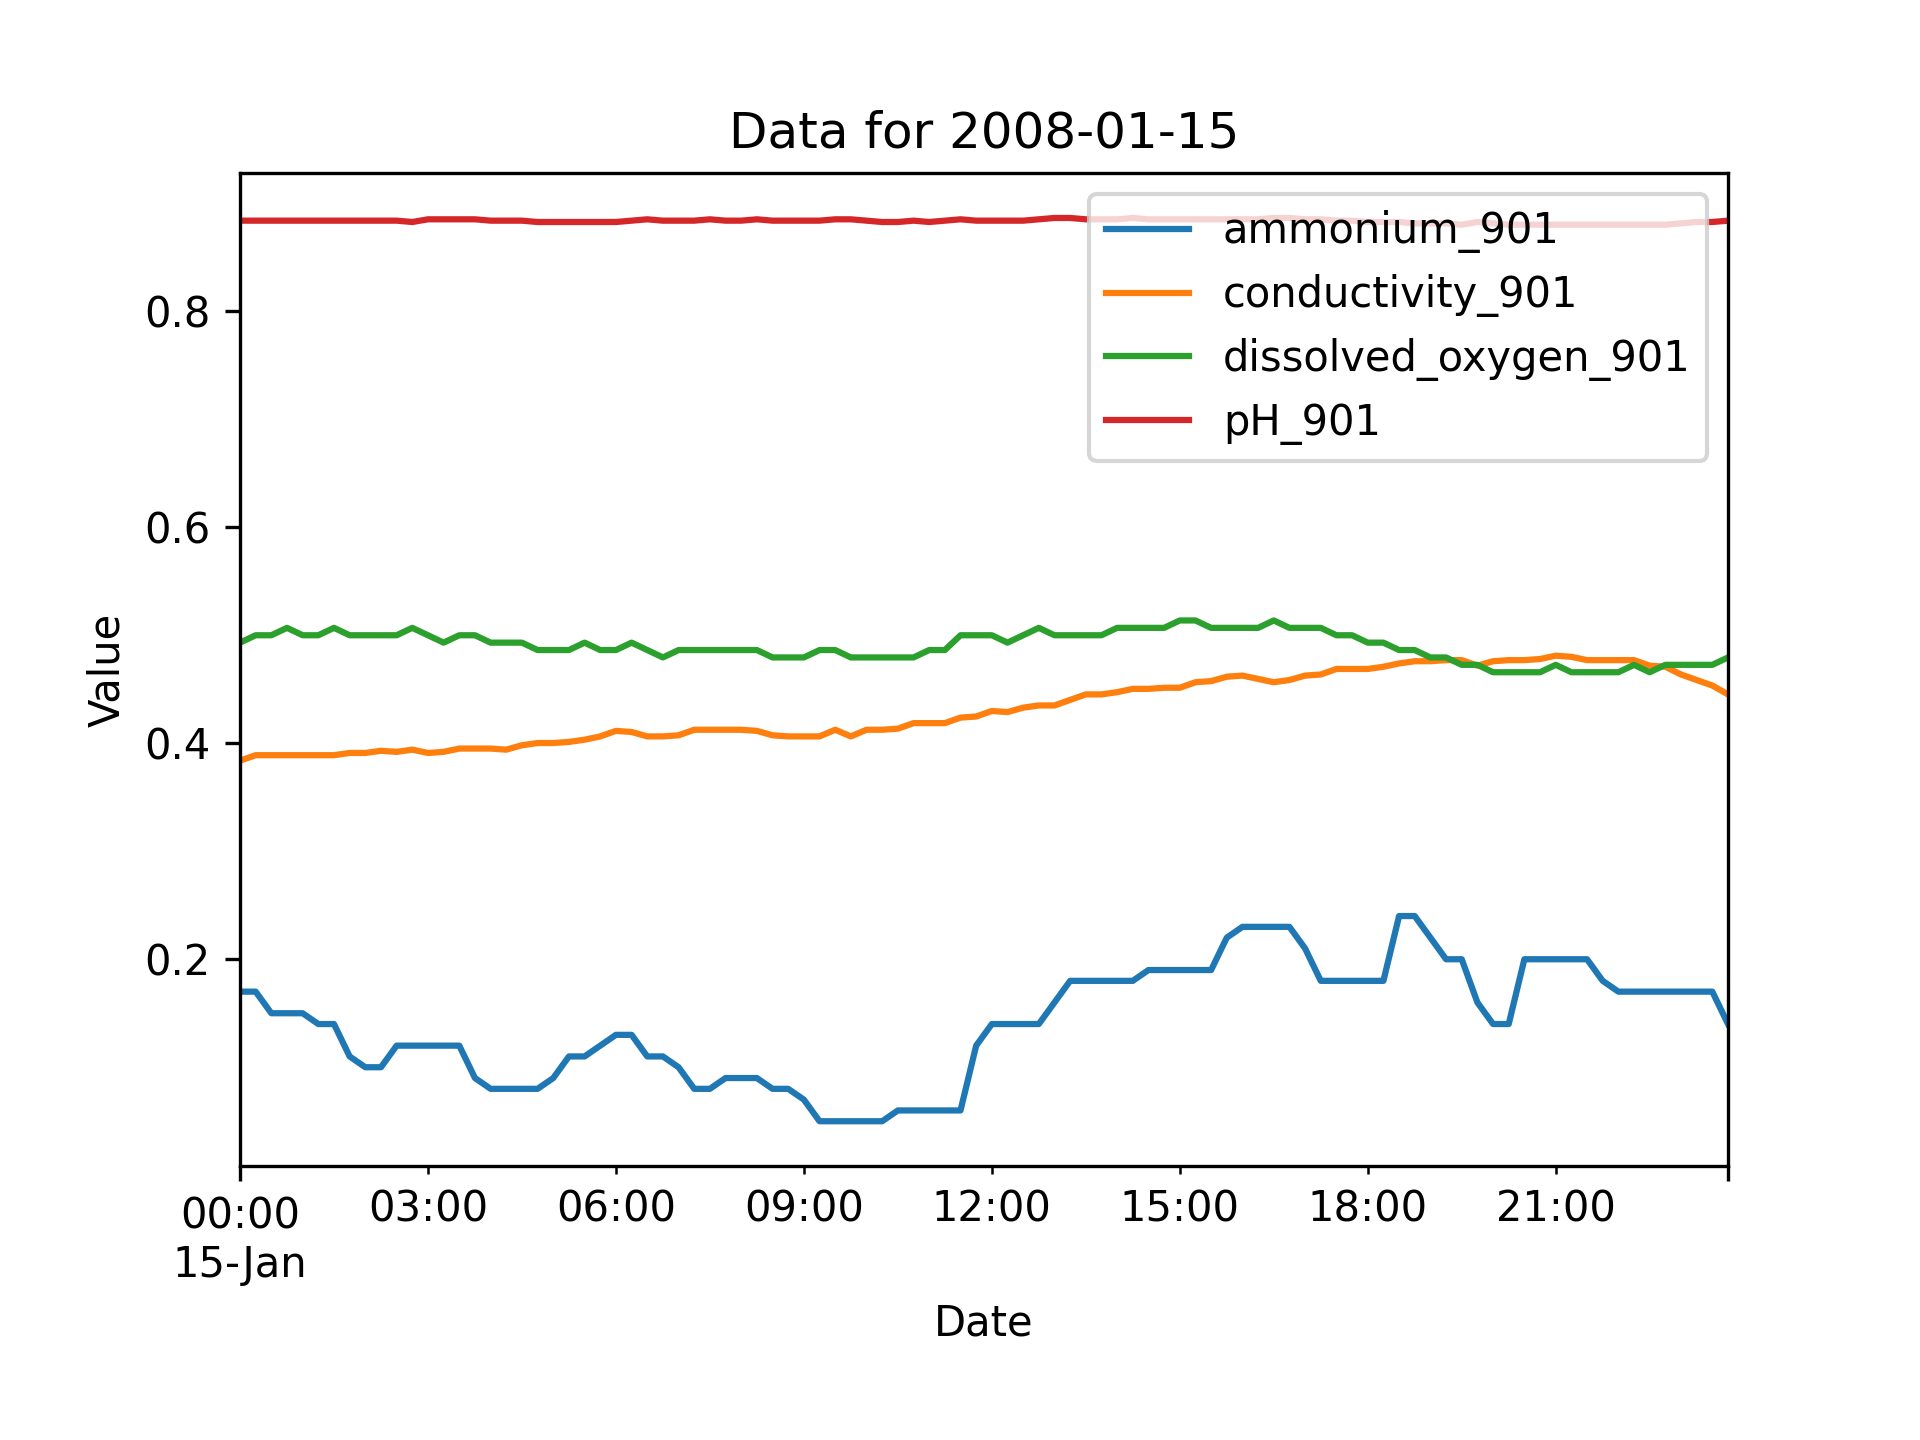 Data for 2008-01-15
ammonium_901
conductivity_901
dissolved_oxygen_901
pH_901
Value
0.8
0.6
0.4
0.2
00:00 03:00 06:00 09:00 12:00 15:00 18:00 21:00
15-Jan
Date